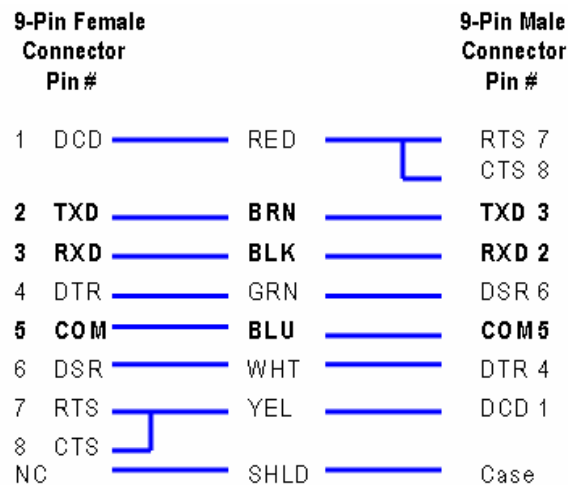 9-Pin Female Connector Pin # 9-Pin Male Connector Pin #
1 DCD RED RTS 7
CTS 8
2 TXD BRN TXD 3
3 RXD BLK RXD 2
4 DTR GRN DSR 6
5 COM BLU COM 5
6 DSR WHT DTR 4
7 RTS YEL DCD 1
8 CTS
NC SHLD Case